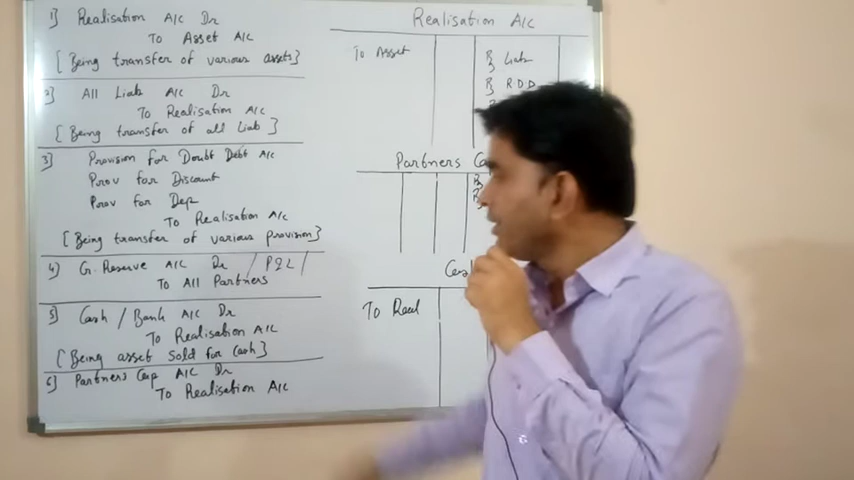 1] Realisation A/c Dr
To Asset A/c
[Being transfer of various assets]
2] All Liab A/c Dr
To Realisation A/c
[Being transfer of all Liab]
3] Provision for Doubt Debt A/c
Prov for Discount
Prov for Dep
To Realisation A/c
[Being transfer of various provision]
4] G. Reserve A/c Dr / P&L /
To All Partners
5] Cash / Bank A/c Dr
To Realisation A/c
[Being asset sold for Cash]
6] Partners Cap A/c Dr
To Realisation A/c
Realisation A/c
To Asset
By Liab
By R.D.D
Partners
To Real